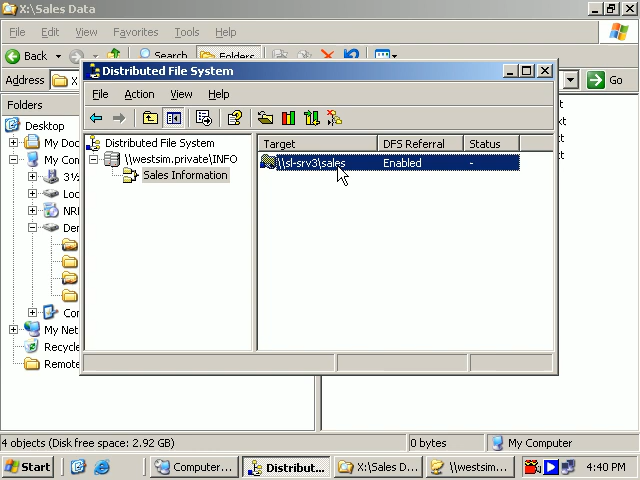 X:\Sales Data
File Edit View Favorites Tools Help
Back Search Folders
Address X Go
Folders
Desktop
My Doc
My Co
3½
Loc
NRI
Der
Co
My Net
Recycle
Remote
Distributed File System
File Action View Help
Distributed File System
\\westsim.private\INFO
Sales Information
Target DFS Referral Status
\\sl-srv3\sales Enabled -
4 objects (Disk free space: 2.92 GB) 0 bytes My Computer
Start Computer... Distribut... X:\Sales D... \\westsim... 4:40 PM